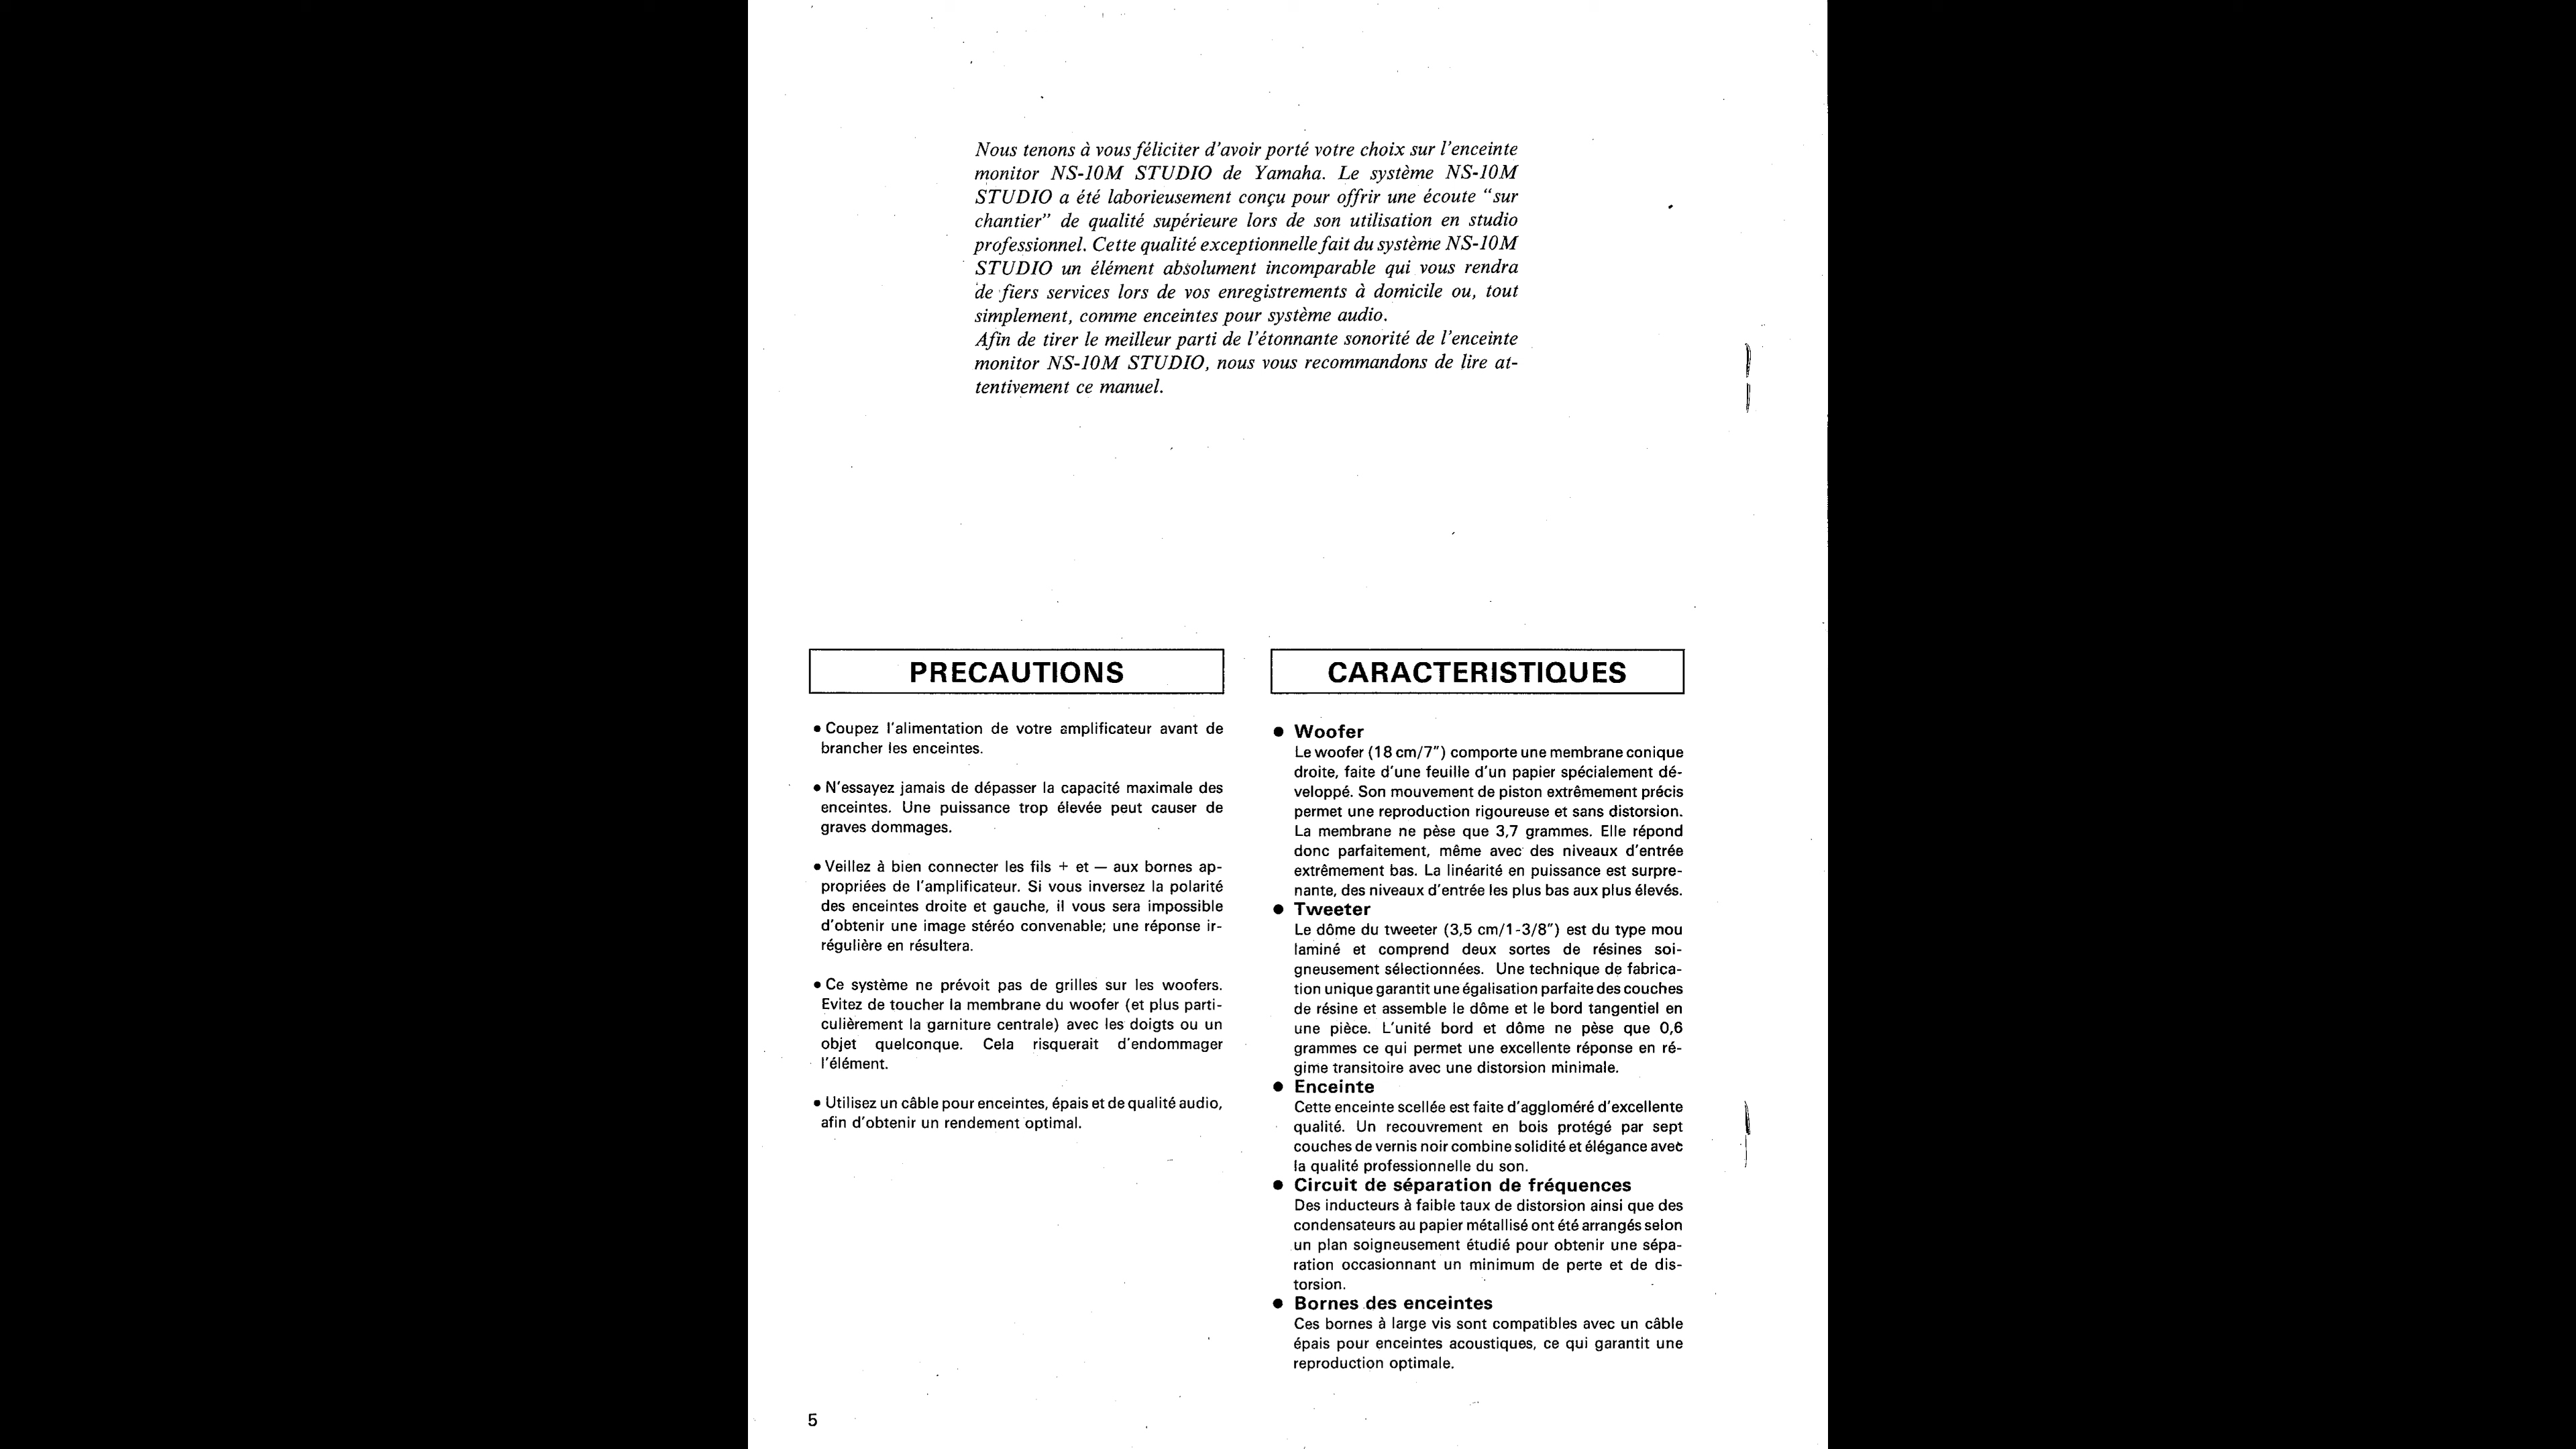 Nous tenons à vous féliciter d'avoir porté votre choix sur l'enceinte
monitor NS-10M STUDIO de Yamaha. Le système NS-10M
STUDIO a été laborieusement conçu pour offrir une écoute “sur
chantier” de qualité supérieure lors de son utilisation en studio
professionnel. Cette qualité exceptionnelle fait du système NS-10M
STUDIO un élément absolument incomparable qui vous rendra
de fiers services lors de vos enregistrements à domicile ou, tout
simplement, comme enceintes pour système audio.
Afin de tirer le meilleur parti de l'étonnante sonorité de l'enceinte
monitor NS-10M STUDIO, nous vous recommandons de lire at-
tentivement ce manuel.
PRECAUTIONS
● Coupez l'alimentation de votre amplificateur avant de
brancher les enceintes.
● N'essayez jamais de dépasser la capacité maximale des
enceintes. Une puissance trop élevée peut causer de
graves dommages.
● Veillez à bien connecter les fils + et — aux bornes ap-
propriées de l'amplificateur. Si vous inversez la polarité
des enceintes droite et gauche, il vous sera impossible
d'obtenir une image stéréo convenable; une réponse ir-
régulière en résultera.
● Ce système ne prévoit pas de grilles sur les woofers.
Evitez de toucher la membrane du woofer (et plus parti-
culièrement la garniture centrale) avec les doigts ou un
objet quelconque. Cela risquerait d'endommager
l'élément.
● Utilisez un câble pour enceintes, épais et de qualité audio,
afin d'obtenir un rendement optimal.
CARACTERISTIQUES
● Woofer
Le woofer (18 cm/7″) comporte une membrane conique
droite, faite d'une feuille d'un papier spécialement dé-
veloppé. Son mouvement de piston extrêmement précis
permet une reproduction rigoureuse et sans distorsion.
La membrane ne pèse que 3,7 grammes. Elle répond
donc parfaitement, même avec des niveaux d'entrée
extrêmement bas. La linéarité en puissance est surpre-
nante, des niveaux d'entrée les plus bas aux plus élevés.
● Tweeter
Le dôme du tweeter (3,5 cm/1-3/8″) est du type mou
laminé et comprend deux sortes de résines soi-
gneusement sélectionnées. Une technique de fabrica-
tion unique garantit une égalisation parfaite des couches
de résine et assemble le dôme et le bord tangentiel en
une pièce. L'unité bord et dôme ne pèse que 0,6
grammes ce qui permet une excellente réponse en ré-
gime transitoire avec une distorsion minimale.
● Enceinte
Cette enceinte scellée est faite d'aggloméré d'excellente
qualité. Un recouvrement en bois protégé par sept
couches de vernis noir combine solidité et élégance avec
la qualité professionnelle du son.
● Circuit de séparation de fréquences
Des inducteurs à faible taux de distorsion ainsi que des
condensateurs au papier métallisé ont été arrangés selon
un plan soigneusement étudié pour obtenir une sépa-
ration occasionnant un minimum de perte et de dis-
torsion.
● Bornes des enceintes
Ces bornes à large vis sont compatibles avec un câble
épais pour enceintes acoustiques, ce qui garantit une
reproduction optimale.
5